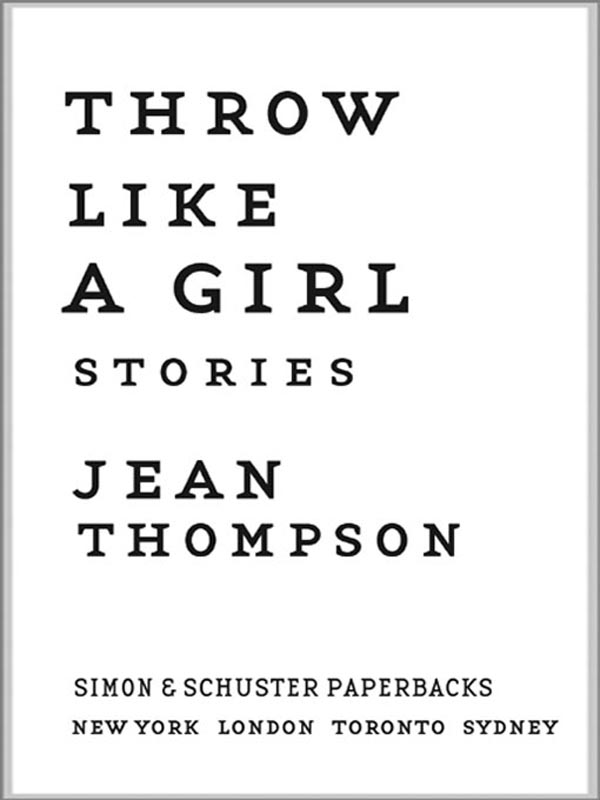 THROW
LIKE
A GIRL
STORIES
JEAN
THOMPSON
SIMON & SCHUSTER PAPERBACKS
NEW YORK LONDON TORONTO SYDNEY